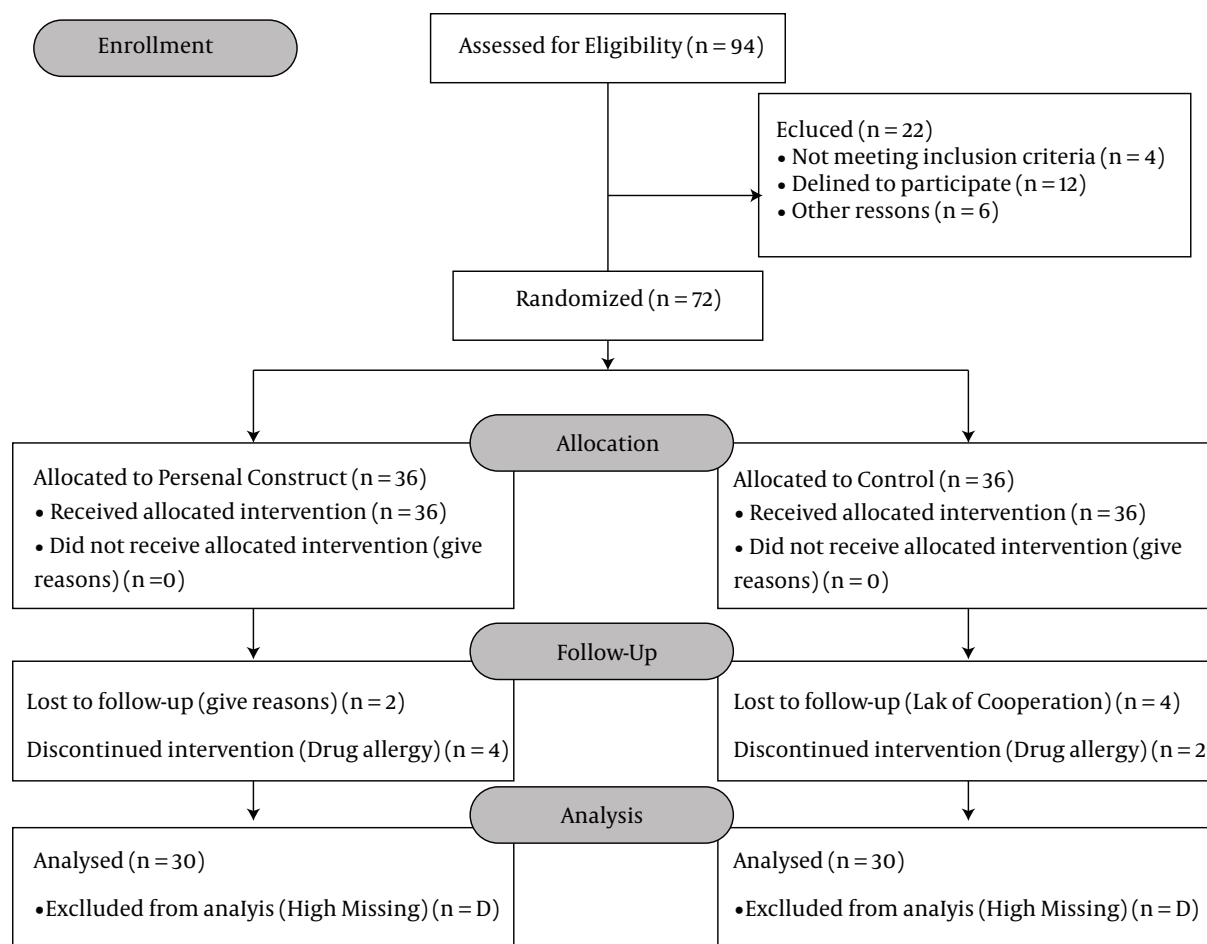 Enrollment
Assessed for Eligibility (n = 94)
Ecluced (n = 22)
• Not meeting inclusion criteria (n = 4)
• Delined to participate (n = 12)
• Other ressons (n = 6)
Randomized (n = 72)
Allocation
Allocated to Persenal Construct (n = 36)
• Received allocated intervention (n = 36)
• Did not receive allocated intervention (give
reasons) (n =0)
Allocated to Control (n = 36)
• Received allocated intervention (n = 36)
• Did not receive allocated intervention (give
reasons) (n = 0)
Follow-Up
Lost to follow-up (give reasons) (n = 2)
Discontinued intervention (Drug allergy) (n = 4)
Lost to follow-up (Lak of Cooperation) (n = 4)
Discontinued intervention (Drug allergy) (n = 2
Analysis
Analysed (n = 30)
•Exclluded from anaIyis (High Missing) (n = D)
Analysed (n = 30)
•Exclluded from anaIyis (High Missing) (n = D)